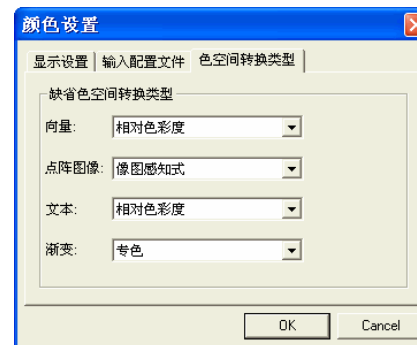 颜色设置
显示设置 输入配置文件 色空间转换类型
缺省色空间转换类型
向量: 相对色彩度
点阵图像: 像图感知式
文本: 相对色彩度
渐变: 专色
OK Cancel